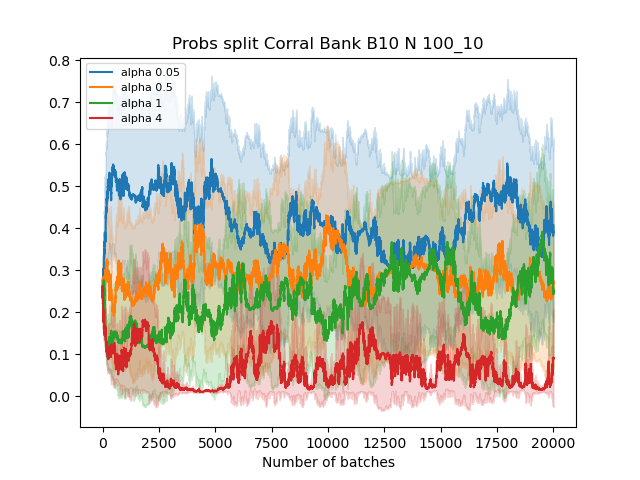 Probs split Corral Bank B10 N 100_10
alpha 0.05
alpha 0.5
alpha 1
alpha 4
0.8
0.7
0.6
0.5
0.4
0.3
0.2
0.1
0.0
0 2500 5000 7500 10000 12500 15000 17500 20000
Number of batches